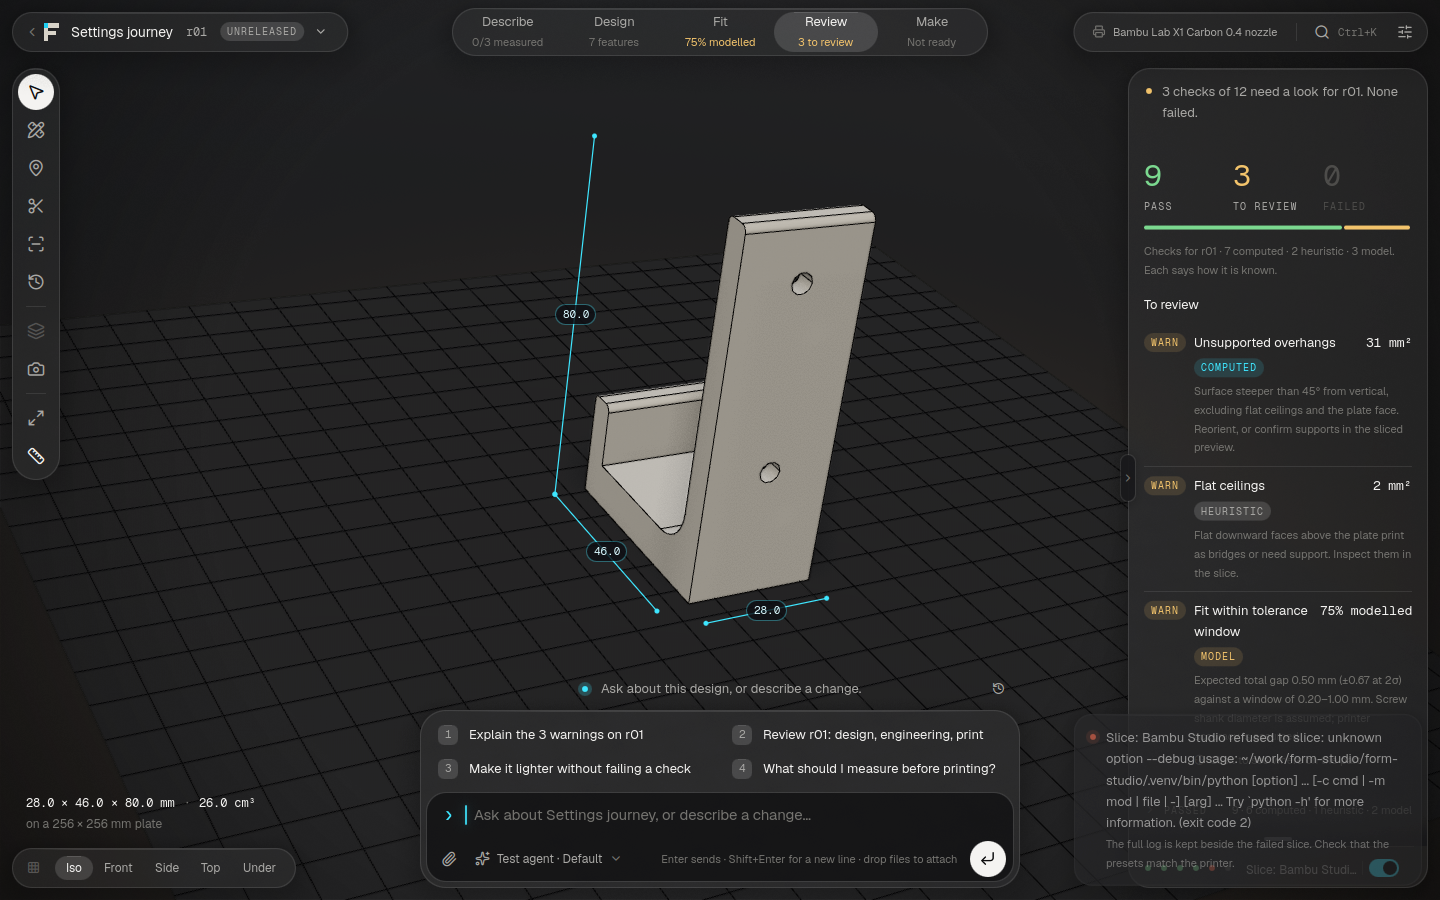 Settings journey r01 UNRELEASED
Describe
0/3 measured
Design
7 features
Fit
75% modelled
Review
3 to review
Make
Not ready
Bambu Lab X1 Carbon 0.4 nozzle
Ctrl+K
3 checks of 12 need a look for r01. None
failed.
9
PASS
3
TO REVIEW
0
FAILED
Checks for r01 · 7 computed · 2 heuristic · 3 model.
Each says how it is known.
To review
WARN Unsupported overhangs 31 mm²
COMPUTED
Surface steeper than 45° from vertical,
excluding flat ceilings and the plate face.
Reorient, or confirm supports in the sliced
preview.
WARN Flat ceilings 2 mm²
HEURISTIC
Flat downward faces above the plate print
as bridges or need support. Inspect them in
the slice.
WARN Fit within tolerance 75% modelled
window
MODEL
Expected total gap 0.50 mm (±0.67 at 2σ)
against a window of 0.20–1.00 mm. Screw
shank diameter is assumed; printer
Slice: Bambu Studio refused to slice: unknown
option --debug usage: ~/work/form-studio/form-
studio/.venv/bin/python [option] ... [-c cmd | -m
mod | file | -] [arg] ... Try `python -h' for more
information. (exit code 2)
computed · 1 heuristic · 2 model
The full log is kept beside the failed slice. Check that the
presets match the printer.
Slice: Bambu Studi...
80.0
46.0
28.0
Ask about this design, or describe a change.
1 Explain the 3 warnings on r01
2 Review r01: design, engineering, print
3 Make it lighter without failing a check
4 What should I measure before printing?
Ask about Settings journey, or describe a change...
Test agent · Default
Enter sends · Shift+Enter for a new line · drop files to attach
28.0 × 46.0 × 80.0 mm · 26.0 cm³
on a 256 × 256 mm plate
Iso Front Side Top Under